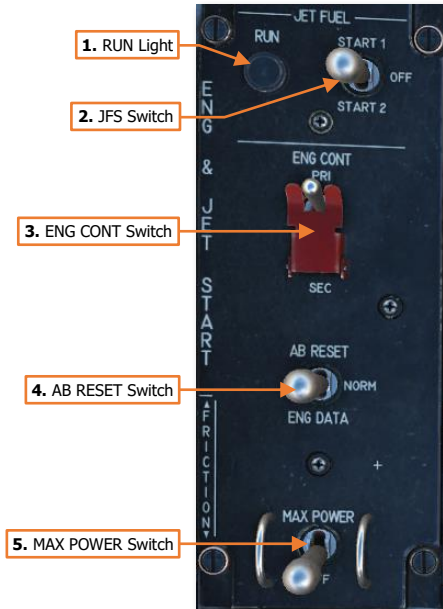 JET FUEL
RUN
START 1
OFF
START 2
1. RUN Light
2. JFS Switch
ENG & JET START
ENG CONT
PRI
SEC
3. ENG CONT Switch
AB RESET
NORM
ENG DATA
4. AB RESET Switch
FRICTION
MAX POWER
5. MAX POWER Switch